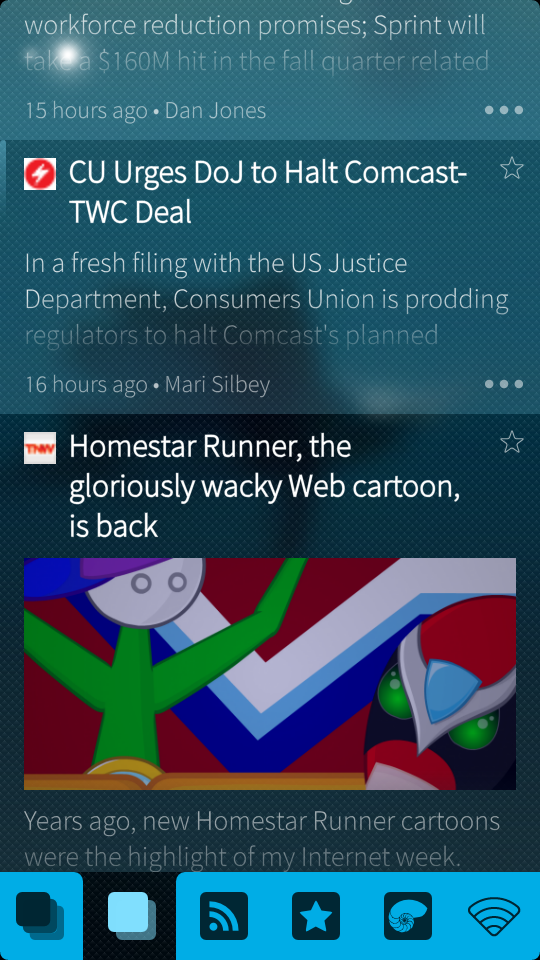 workforce reduction promises; Sprint will
take a $160M hit in the fall quarter related
15 hours ago • Dan Jones
CU Urges DoJ to Halt Comcast-
TWC Deal
In a fresh filing with the US Justice
Department, Consumers Union is prodding
regulators to halt Comcast's planned
16 hours ago • Mari Silbey
TNW
Homestar Runner, the
gloriously wacky Web cartoon,
is back
Years ago, new Homestar Runner cartoons
were the highlight of my Internet week.